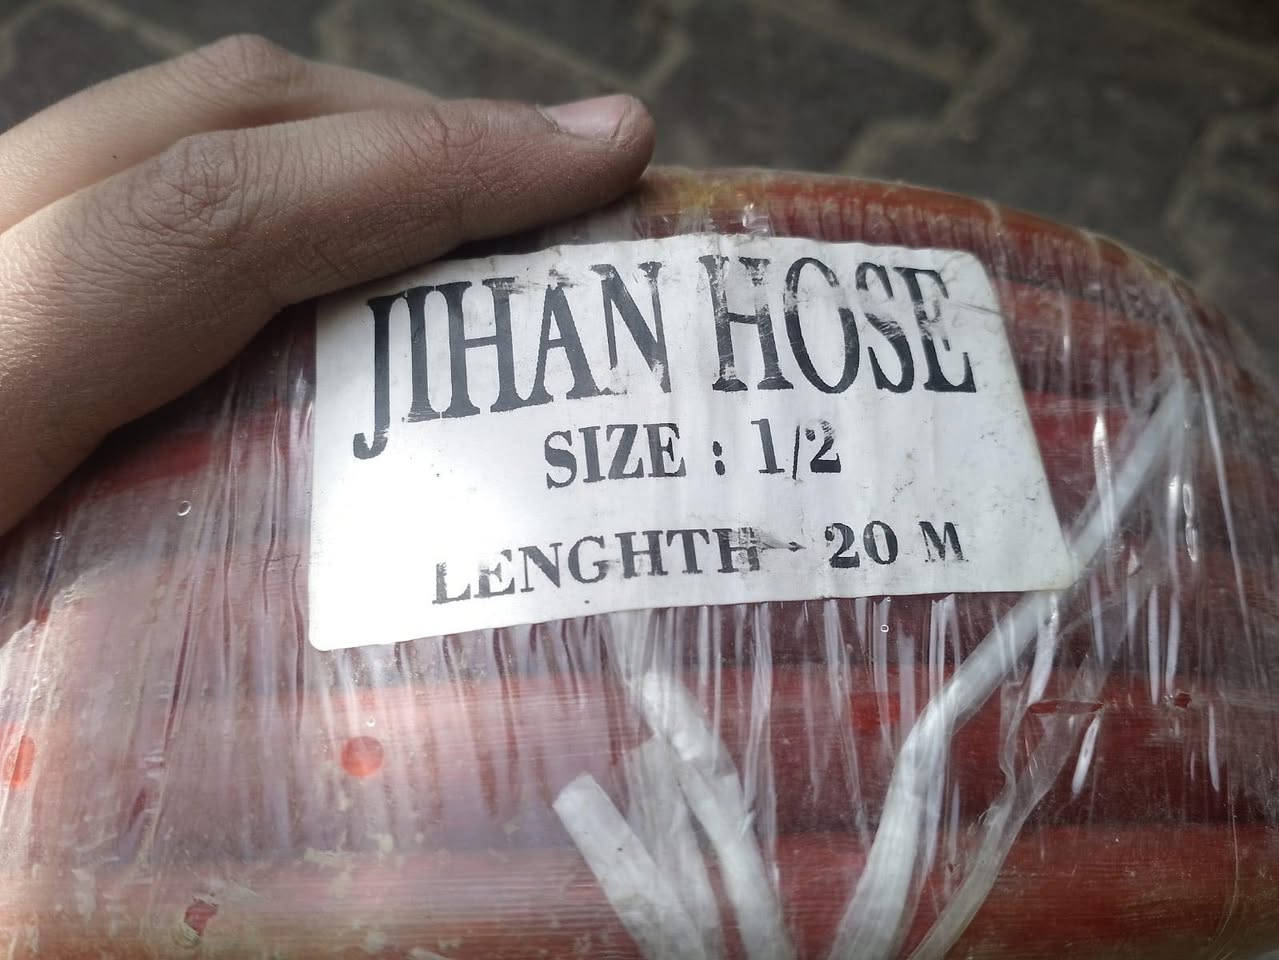 JIHAN HOSE
SIZE : 1/2
LENGHTH - 20 M